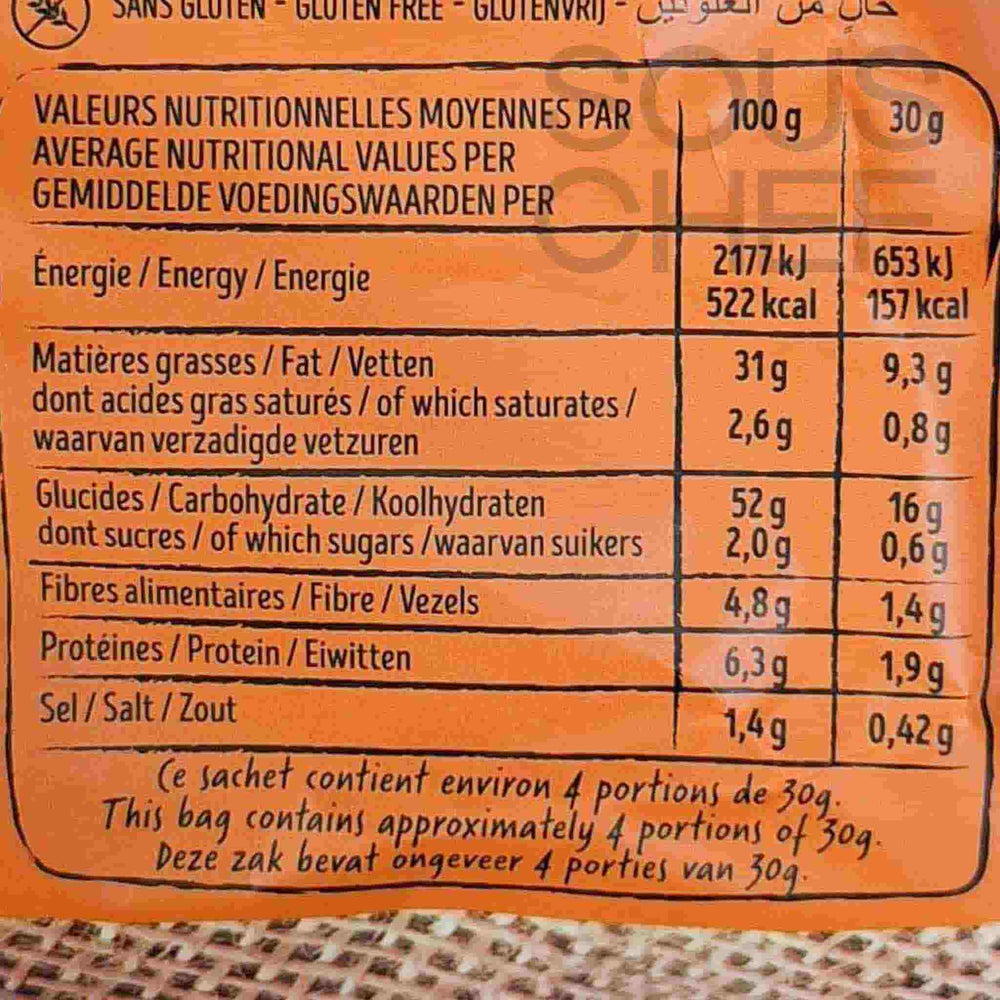 SANS GLUTEN - GLUTEN FREE - GLUTENVRIJ - خالٍ من الغلوتين
SOUS
CHEF
VALEURS NUTRITIONNELLES MOYENNES PAR 100 g 30 g
AVERAGE NUTRITIONAL VALUES PER
GEMIDDELDE VOEDINGSWAARDEN PER
Énergie / Energy / Energie 2177 kJ 653 kJ
522 kcal 157 kcal
Matières grasses / Fat / Vetten 31 g 9,3 g
dont acides gras saturés / of which saturates / 2,6 g 0,8 g
waarvan verzadigde vetzuren
Glucides / Carbohydrate / Koolhydraten 52 g 16 g
dont sucres / of which sugars /waarvan suikers 2,0 g 0,6 g
Fibres alimentaires / Fibre / Vezels 4,8 g 1,4 g
Protéines / Protein / Eiwitten 6,3 g 1,9 g
Sel / Salt / Zout 1,4 g 0,42 g
Ce sachet contient environ 4 portions de 30g.
This bag contains approximately 4 portions of 30g.
Deze zak bevat ongeveer 4 porties van 30g.